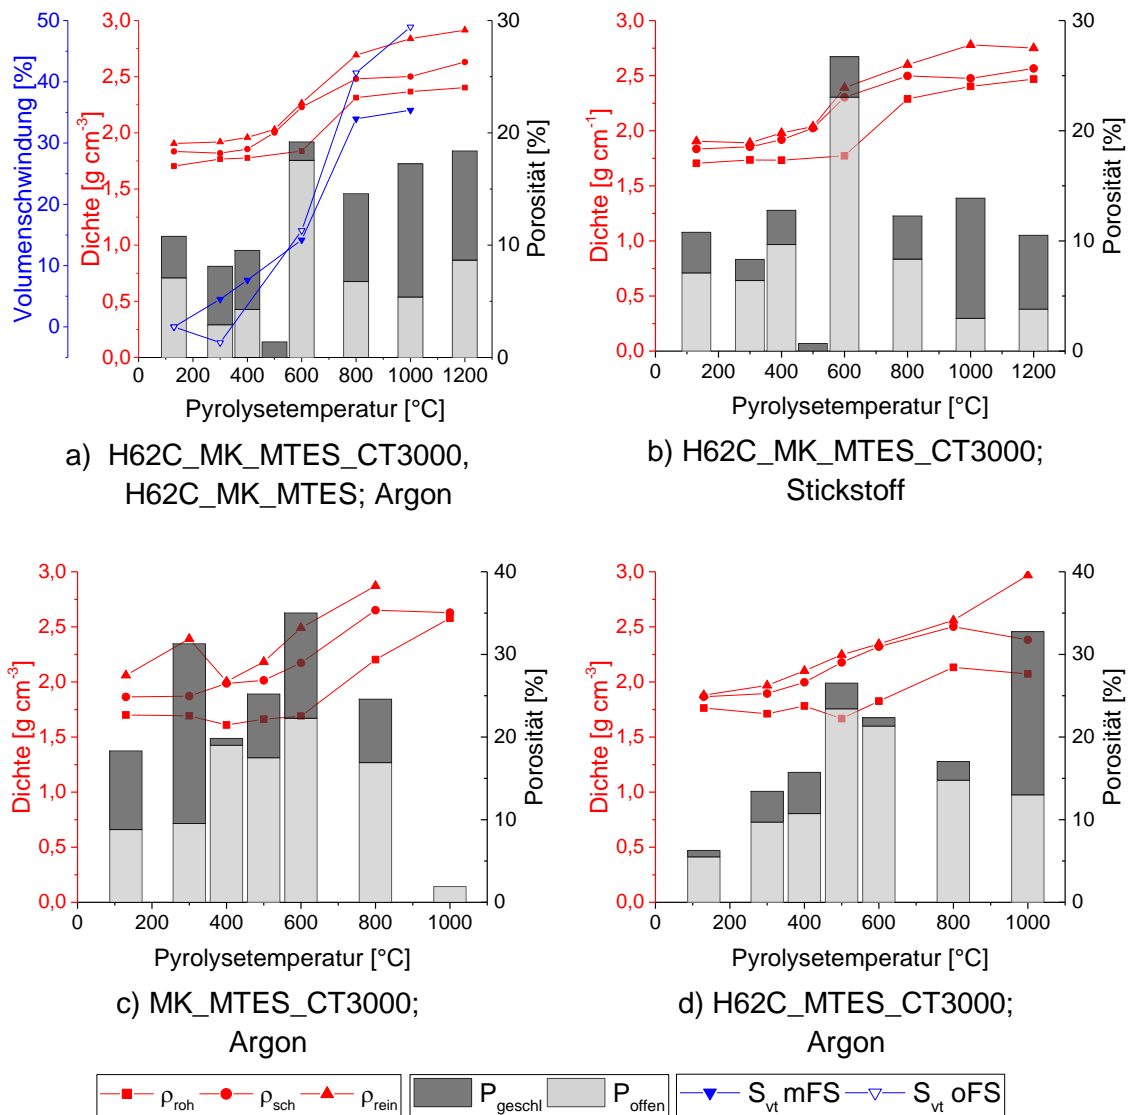 Volumenschwindung [%]
50
40
30
20
10
0
Dichte [g cm-3]
3,0
2,5
2,0
1,5
1,0
0,5
0,0
30
20
10
0
Porosität [%]
0 200 400 600 800 1000 1200
Pyrolysetemperatur [°C]
a) H62C_MK_MTES_CT3000,
H62C_MK_MTES; Argon
Dichte [g cm-1]
3,0
2,5
2,0
1,5
1,0
0,5
0,0
30
20
10
0
Porosität [%]
0 200 400 600 800 1000 1200
Pyrolysetemperatur [°C]
b) H62C_MK_MTES_CT3000;
Stickstoff
Dichte [g cm-3]
3,0
2,5
2,0
1,5
1,0
0,5
0,0
40
30
20
10
0
Porosität [%]
0 200 400 600 800 1000
Pyrolysetemperatur [°C]
c) MK_MTES_CT3000;
Argon
Dichte [g cm-3]
3,0
2,5
2,0
1,5
1,0
0,5
0,0
40
30
20
10
0
Porosität [%]
0 200 400 600 800 1000
Pyrolysetemperatur [°C]
d) H62C_MTES_CT3000;
Argon
ρroh ρsch ρrein Pgeschl Poffen Svt mFS Svt oFS